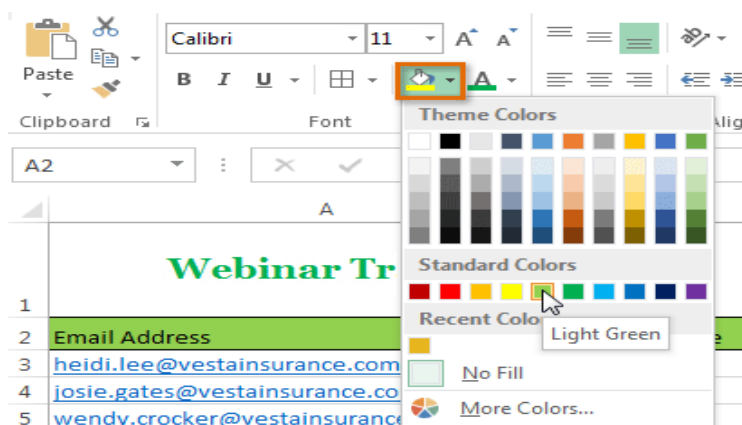 Calibri 11 A A
Paste B I U A
Clipboard Font Alig
Theme Colors
A2
A
Webinar Tr
Standard Colors
1
Recent Colo
Light Green
2 Email Address
3 heidi.lee@vestainsurance.com
No Fill
4 josie.gates@vestainsurance.co
More Colors...
5 wendy.crocker@vestainsurance